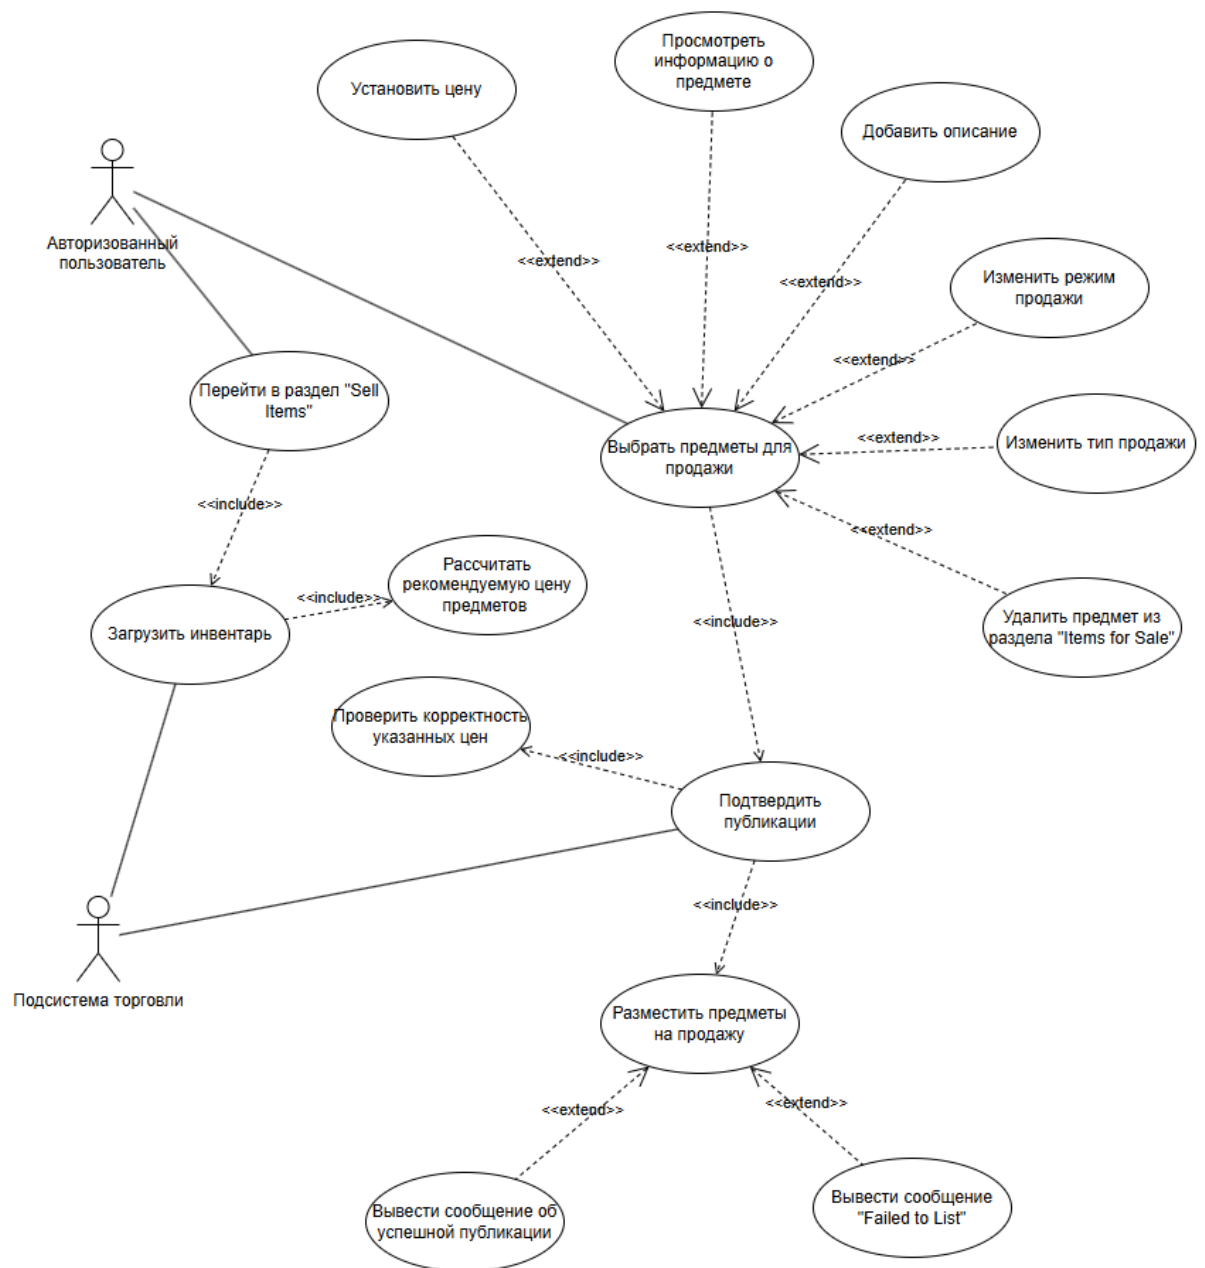 Просмотреть
информацию о
предмете
Установить цену
Добавить описание
Авторизованный
пользователь
<<extend>>
<<extend>>
<<extend>>
Изменить режим
продажи
<<extend>>
Перейти в раздел "Sell
Items"
Выбрать предметы для
продажи
<<extend>>
Изменить тип продажи
<<include>>
<<extend>>
Рассчитать
рекомендуемую цену
предметов
<<include>>
Загрузить инвентарь
<<include>>
Удалить предмет из
раздела "Items for Sale"
Проверить корректность
указанных цен
<<include>>
Подтвердить
публикации
<<include>>
Подсистема торговли
Разместить предметы
на продажу
<<extend>>
<<extend>>
Вывести сообщение об
успешной публикации
Вывести сообщение
"Failed to List"